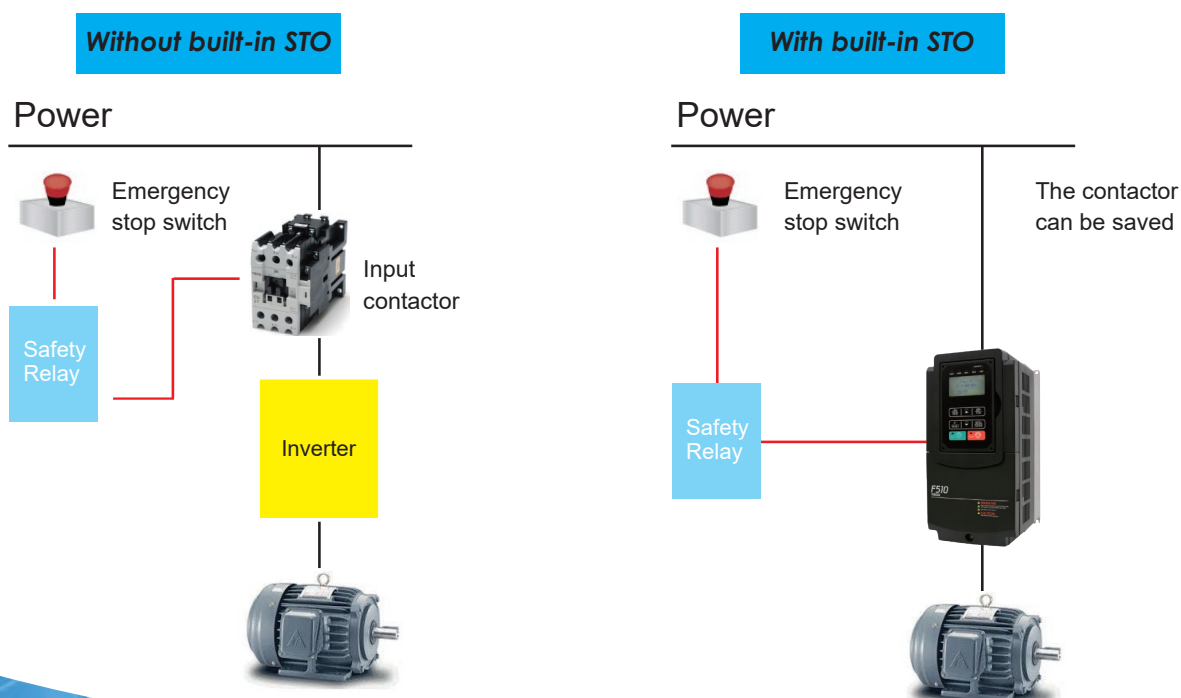 Without built-in STO
Power
Emergency
stop switch
Input
contactor
Safety
Relay
Inverter
With built-in STO
Power
Emergency
stop switch
The contactor
can be saved
Safety
Relay
F510